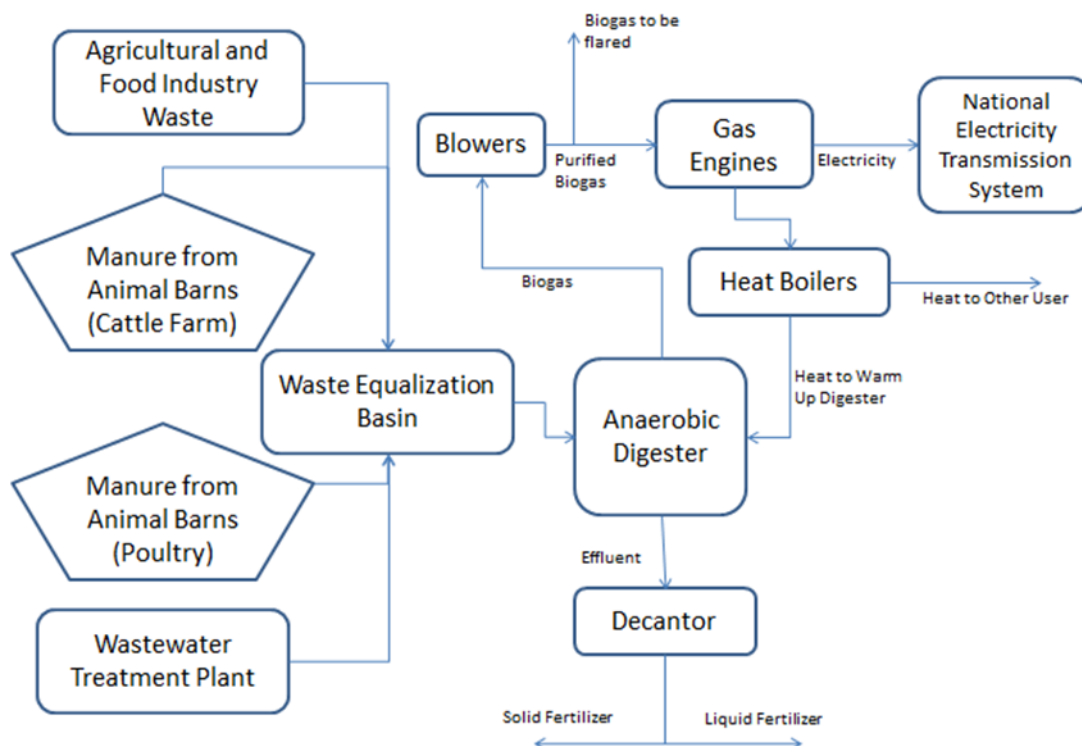 Agricultural and
Food Industry
Waste
Manure from
Animal Barns
(Cattle Farm)
Manure from
Animal Barns
(Poultry)
Wastewater
Treatment Plant
Waste Equalization
Basin
Biogas to be
flared
Blowers
Purified
Biogas
Gas
Engines
Electricity
National
Electricity
Transmission
System
Biogas
Heat Boilers
Heat to Other User
Heat to Warm
Up Digester
Anaerobic
Digester
Effluent
Decantor
Solid Fertilizer
Liquid Fertilizer